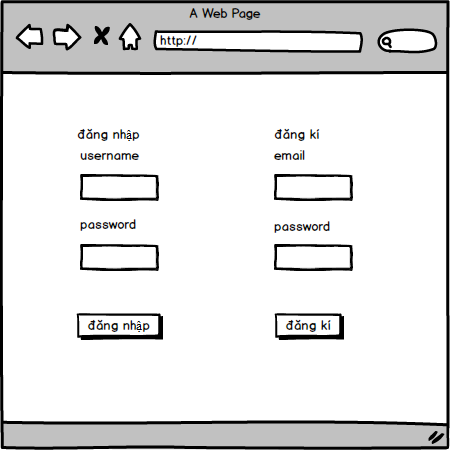 A Web Page
http://
đăng nhập
username
password
đăng nhập
đăng kí
email
password
đăng kí